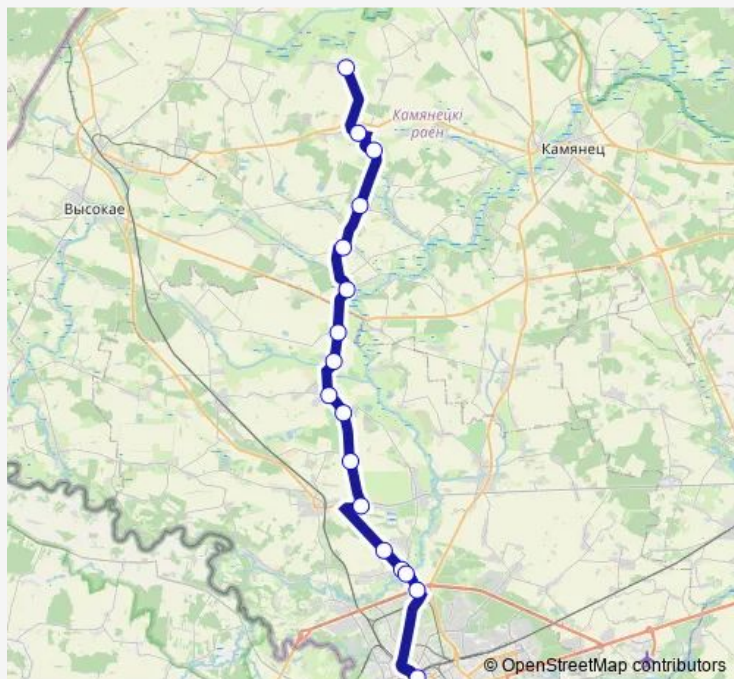 Камянецкі
раён
Камянец
Высокае
© OpenStreetMap contributors